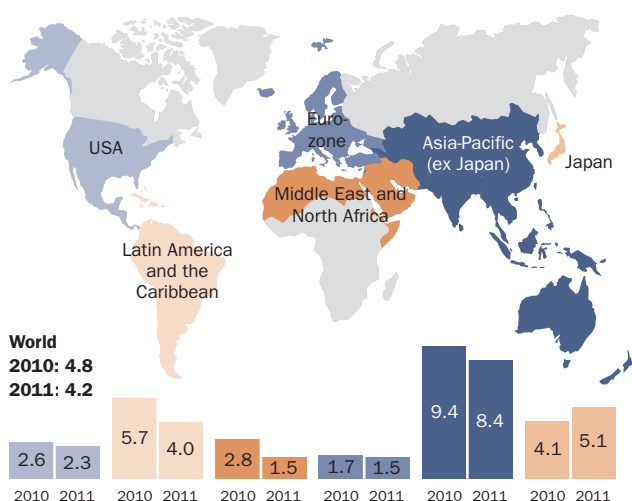 USA
Euro-
zone
Asia-Pacific
(ex Japan)
Japan
Middle East and
North Africa
Latin America
and the
Caribbean
World
2010: 4.8
2011: 4.2
2.6 2.3 5.7 4.0 2.8 1.5 1.7 1.5 9.4 8.4 4.1 5.1
2010 2011 2010 2011 2010 2011 2010 2011 2010 2011 2010 2011